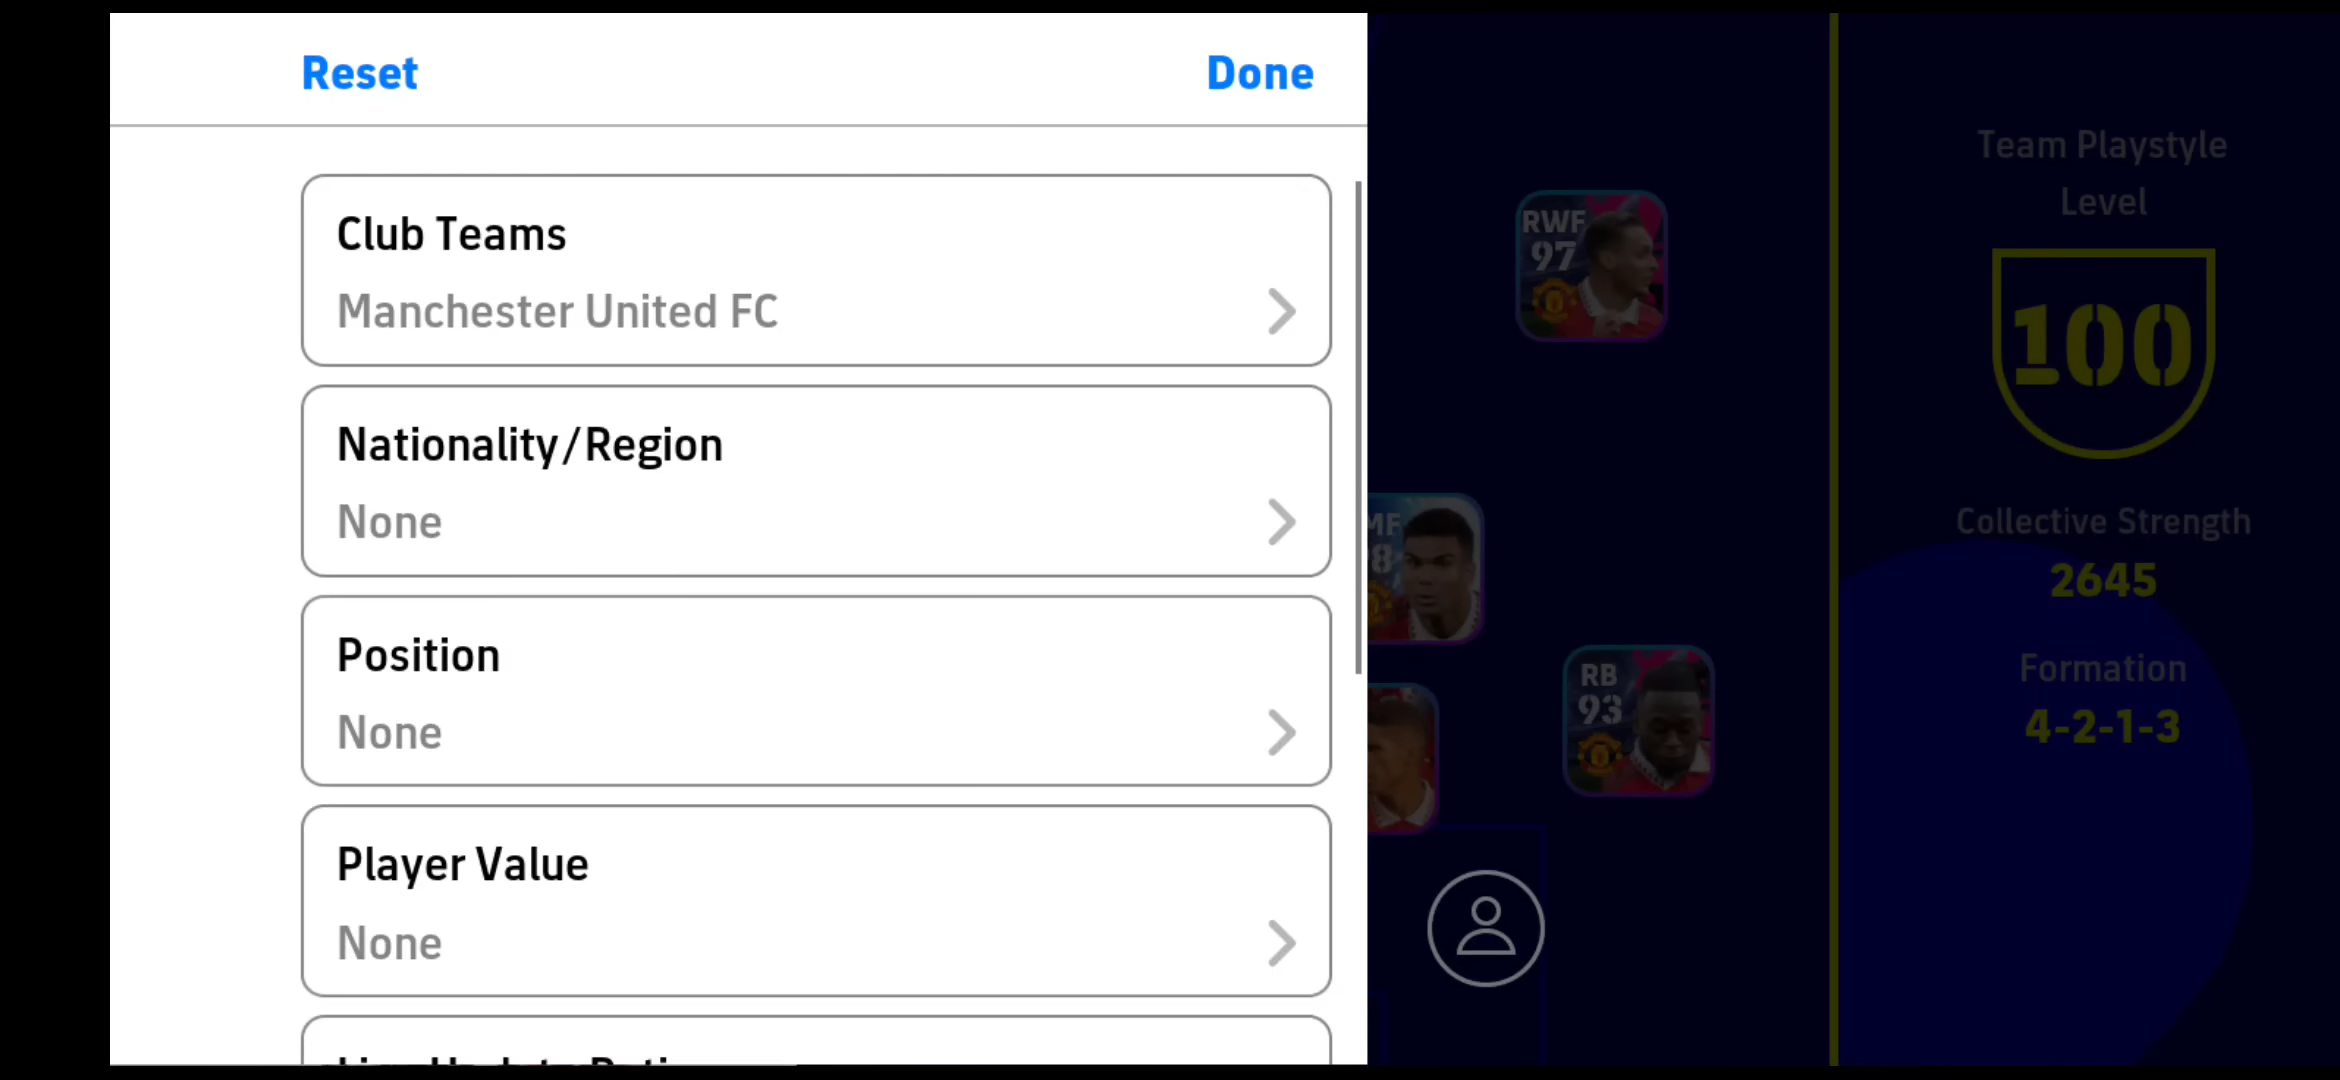 Reset
Done
Club Teams
Manchester United FC
Nationality/Region
None
Position
None
Player Value
None
RWF
97
RB
93
Team Playstyle
Level
100
Collective Strength
2645
Formation
4-2-1-3